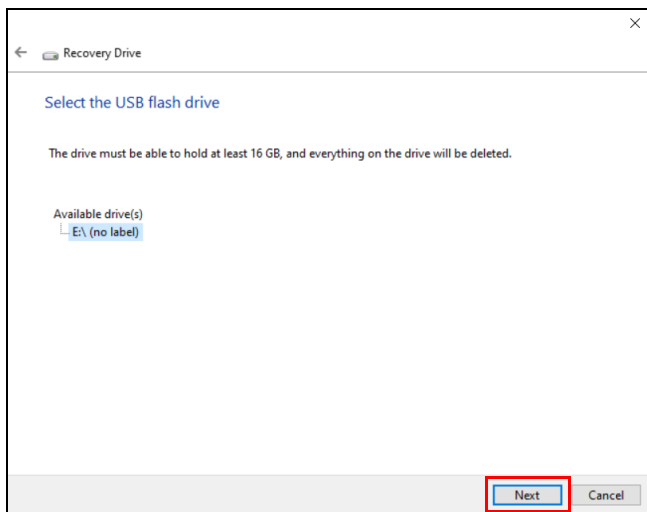 Recovery Drive
Select the USB flash drive
The drive must be able to hold at least 16 GB, and everything on the drive will be deleted.
Available drive(s)
E:\ (no label)
Next Cancel